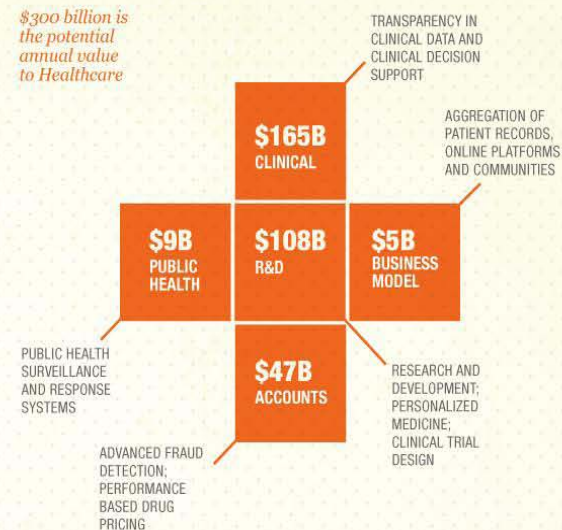 $300 billion is
the potential
annual value
to Healthcare
TRANSPARENCY IN
CLINICAL DATA AND
CLINICAL DECISION
SUPPORT
$165B
CLINICAL
AGGREGATION OF
PATIENT RECORDS,
ONLINE PLATFORMS
AND COMMUNITIES
$9B
PUBLIC
HEALTH
$108B
R&D
$5B
BUSINESS
MODEL
PUBLIC HEALTH
SURVEILLANCE
AND RESPONSE
SYSTEMS
$47B
ACCOUNTS
RESEARCH AND
DEVELOPMENT;
PERSONALIZED
MEDICINE;
CLINICAL TRIAL
DESIGN
ADVANCED FRAUD
DETECTION;
PERFORMANCE
BASED DRUG
PRICING